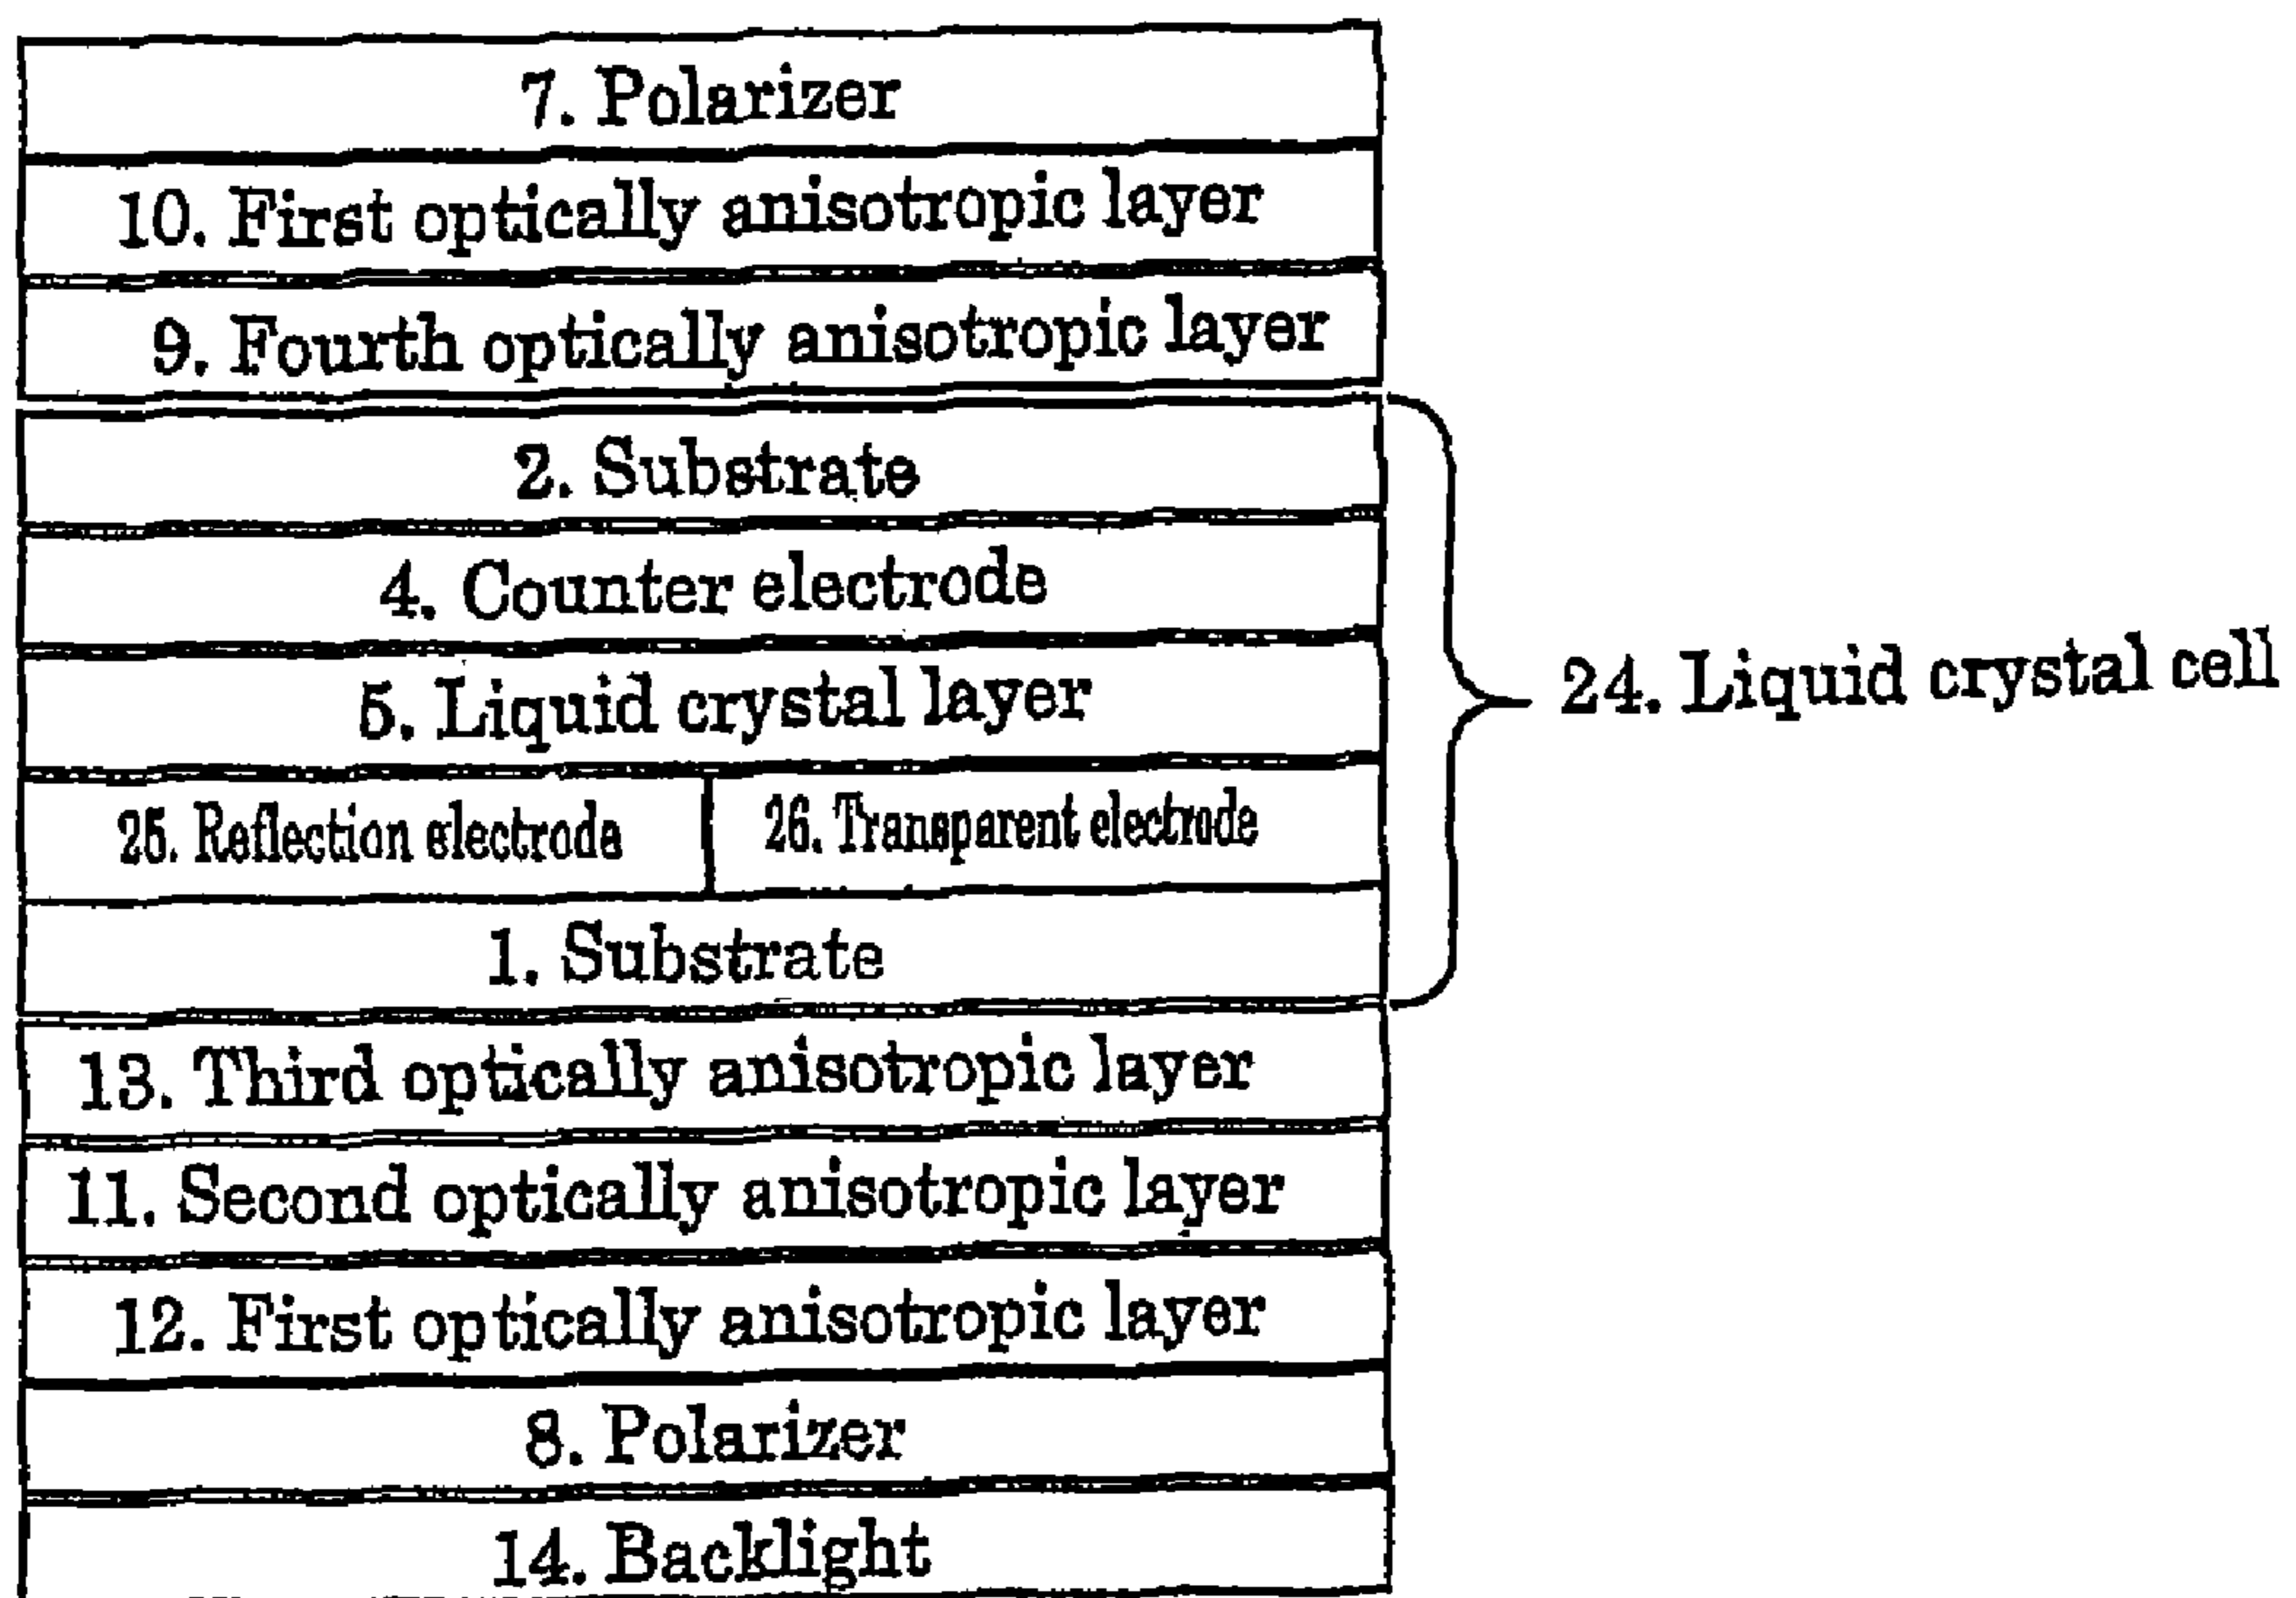 7. Polarizer
10. First optically anisotropic layer
9. Fourth optically anisotropic layer
2. Substrate
4. Counter electrode
5. Liquid crystal layer
24. Liquid crystal cell
25. Reflection electrode
26. Transparent electrode
1. Substrate
13. Third optically anisotropic layer
11. Second optically anisotropic layer
12. First optically anisotropic layer
8. Polarizer
14. Backlight